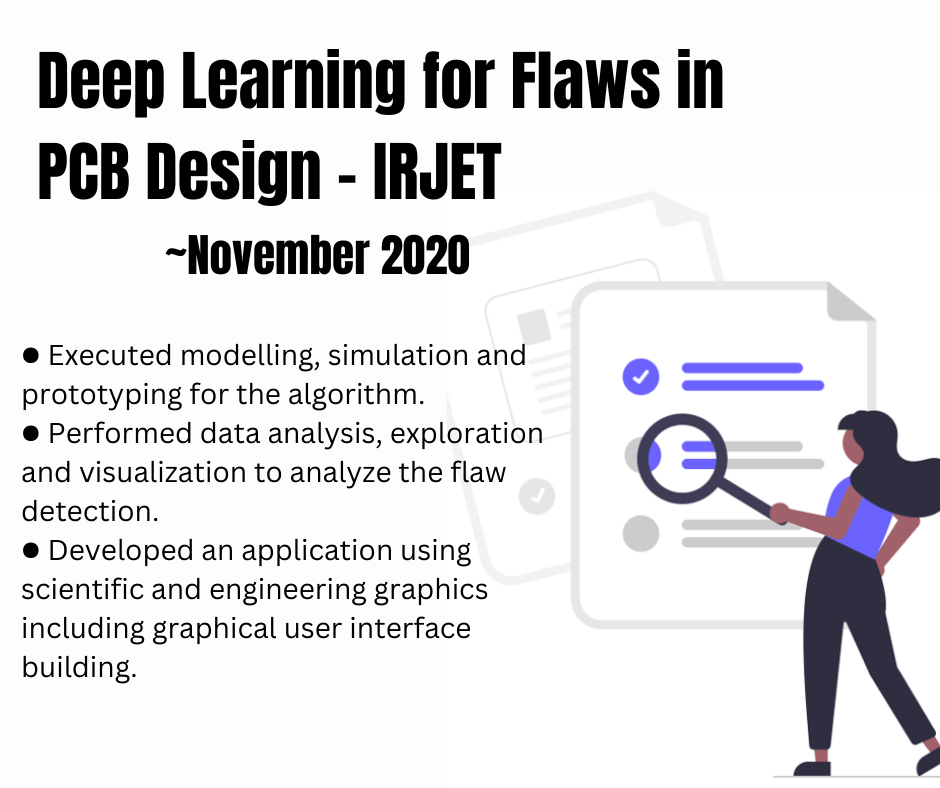 Deep Learning for Flaws in
PCB Design - IRJET
~November 2020
● Executed modelling, simulation and
prototyping for the algorithm.
● Performed data analysis, exploration
and visualization to analyze the flaw
detection.
● Developed an application using
scientific and engineering graphics
including graphical user interface
building.